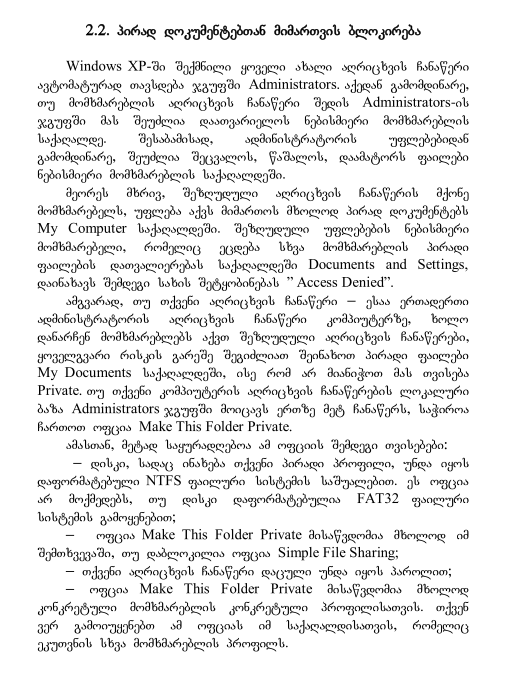 2.2. პირად დოკუმენტებთან მიმართვის ბლოკირება
Windows XP-ში შექმნილი ყოველი ახალი აღრიცხვის ჩანაწერი
ავტომატურად თავსდება ჯგუფში Administrators. აქედან გამომდინარე,
თუ მომხმარებლის აღრიცხვის ჩანაწერი შედის Administrators-ის
ჯგუფში მას შეუძლია დაათვარიელოს ნებისმიერი მომხმარებლის
საქაღალდე. შესაბამისად, ადმინისტრატორის უფლებებიდან
გამომდინარე, შეუძლია შეცვალოს, წაშალოს, დაამატოს ფაილები
ნებისმიერი მომხმარებლის საქაღალდეში.
მეორეს მხრივ, შეზღუდული აღრიცხვის ჩანაწერის მქონე
მომხმარებელს, უფლება აქვს მიმართოს მხოლოდ პირად დოკუმენტებს
My Computer საქაღალდეში. შეზღუდული უფლებების ნებისმიერი
მომხმარებელი, რომელიც ეცდება სხვა მომხმარებლის პირადი
ფაილების დათვალიერებას საქაღალდეში Documents and Settings,
დაინახავს შემდეგი სახის შეტყობინებას ” Access Denied”.
ამგვარად, თუ თქვენი აღრიცხვის ჩანაწერი – ესაა ერთადერთი
ადმინისტრატორის აღრიცხვის ჩანაწერი კომპიუტერზე, ხოლო
დანარჩენ მომხმარებლებს აქვთ შეზღუდული აღრიცხვის ჩანაწერები,
ყოველგვარი რისკის გარეშე შეგიძლიათ შეინახოთ პირადი ფაილები
My Documents საქაღალდეში, ისე რომ არ მიანიჭოთ მას თვისება
Private. თუ თქვენი კომპიუტერის აღრიცხვის ჩანაწერების ლოკალური
ბაზა Administrators ჯგუფში მოიცავს ერთზე მეტ ჩანაწერს, საჭიროა
ჩართოთ ოფცია Make This Folder Private.
ამასთან, მეტად საყურადღებოა ამ ოფციის შემდეგი თვისებები:
– დისკი, სადაც ინახება თქვენი პირადი პროფილი, უნდა იყოს
დაფორმატებული NTFS ფაილური სისტემის საშუალებით. ეს ოფცია
არ მოქმედებს, თუ დისკი დაფორმატებულია FAT32 ფაილური
სისტემის გამოყენებით;
– ოფცია Make This Folder Private მისაწვდომია მხოლოდ იმ
შემთხვევაში, თუ დაბლოკილია ოფცია Simple File Sharing;
– თქვენი აღრიცხვის ჩანაწერი დაცული უნდა იყოს პაროლით;
– ოფცია Make This Folder Private მისაწვდომია მხოლოდ
კონკრეტული მომხმარებლის კონკრეტული პროფილისათვის. თქვენ
ვერ გამოიუყენებთ ამ ოფციას იმ საქაღალდისათვის, რომელიც
ეკუთვნის სხვა მომხმარებლის პროფილს.